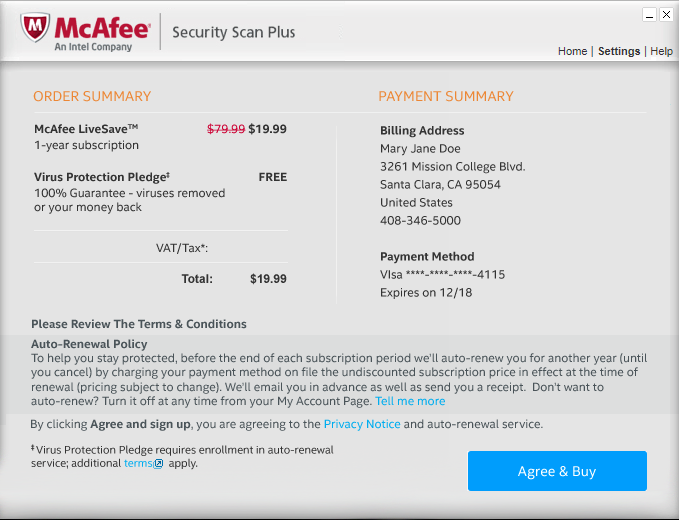 McAfee®
An Intel Company
Security Scan Plus
Home | Settings | Help
ORDER SUMMARY
McAfee LiveSave™ $79.99 $19.99
1-year subscription
Virus Protection Pledge‡ FREE
100% Guarantee - viruses removed
or your money back
VAT/Tax*:
Total: $19.99
PAYMENT SUMMARY
Billing Address
Mary Jane Doe
3261 Mission College Blvd.
Santa Clara, CA 95054
United States
408-346-5000
Payment Method
VIsa ****-****-****-4115
Expires on 12/18
Please Review The Terms & Conditions
Auto-Renewal Policy
To help you stay protected, before the end of each subscription period we'll auto-renew you for another year (until
you cancel) by charging your payment method on file the undiscounted subscription price in effect at the time of
renewal (pricing subject to change). We'll email you in advance as well as send you a receipt. Don't want to
auto-renew? Turn it off at any time from your My Account Page. Tell me more
By clicking Agree and sign up, you are agreeing to the Privacy Notice and auto-renewal service.
‡Virus Protection Pledge requires enrollment in auto-renewal
service; additional terms apply.
Agree & Buy